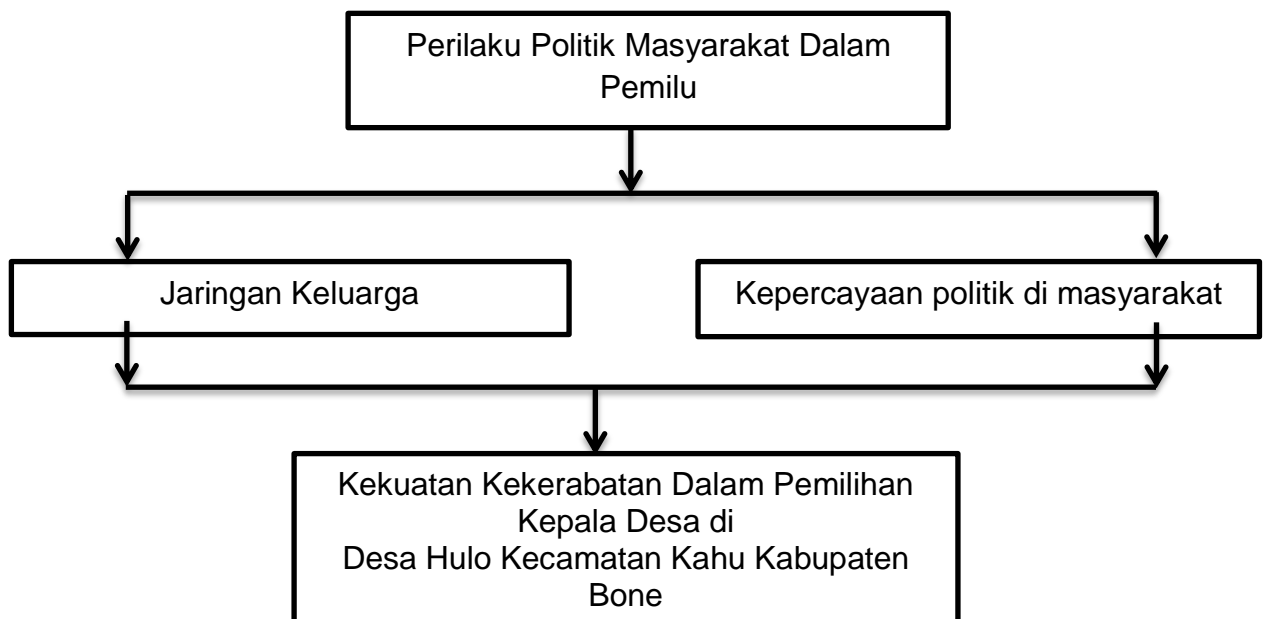 Perilaku Politik Masyarakat Dalam
Pemilu
Jaringan Keluarga
Kepercayaan politik di masyarakat
Kekuatan Kekerabatan Dalam Pemilihan
Kepala Desa di
Desa Hulo Kecamatan Kahu Kabupaten
Bone